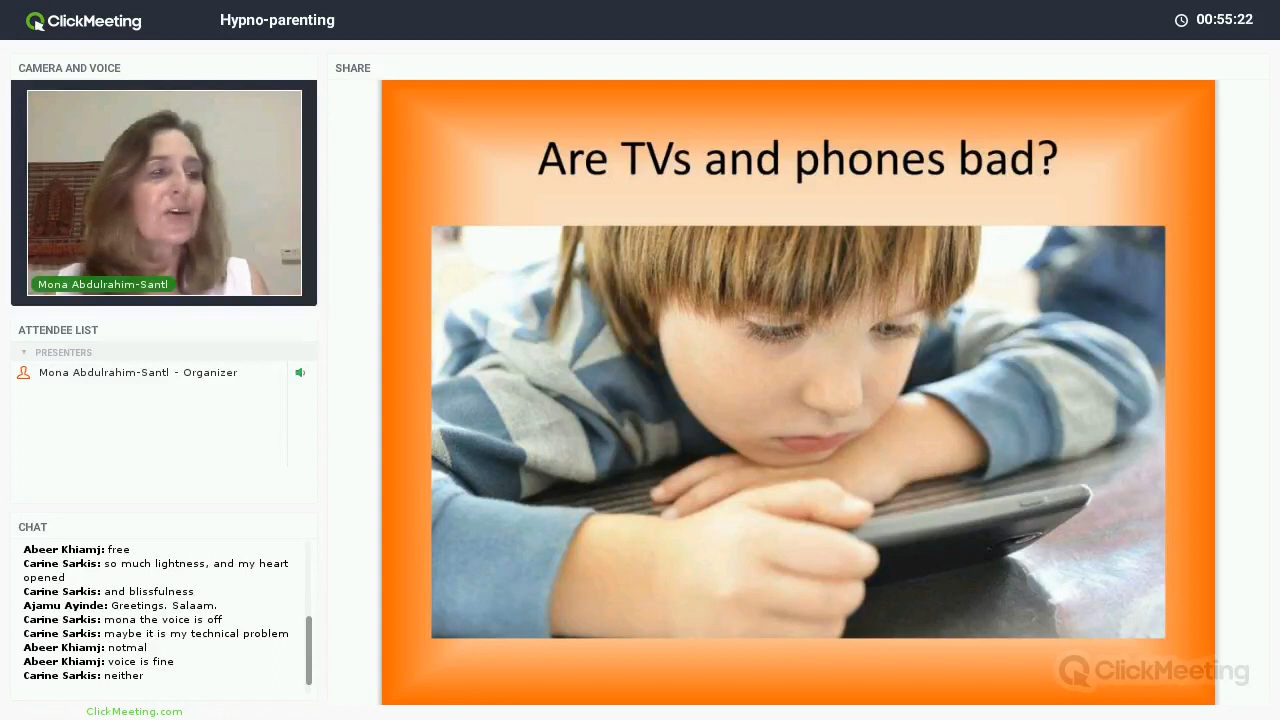 ClickMeeting
Hypno-parenting
00:55:22
CAMERA AND VOICE
Mona Abdulrahim-Santl
ATTENDEE LIST
PRESENTERS
Mona Abdulrahim-Santl - Organizer
CHAT
Abeer Khiamj: free
Carine Sarkis: so much lightness, and my heart
opened
Carine Sarkis: and blissfulness
Ajamu Ayinde: Greetings. Salaam.
Carine Sarkis: mona the voice is off
Carine Sarkis: maybe it is my technical problem
Abeer Khiamj: notmal
Abeer Khiamj: voice is fine
Carine Sarkis: neither
ClickMeeting.com
SHARE
Are TVs and phones bad?
ClickMeeting